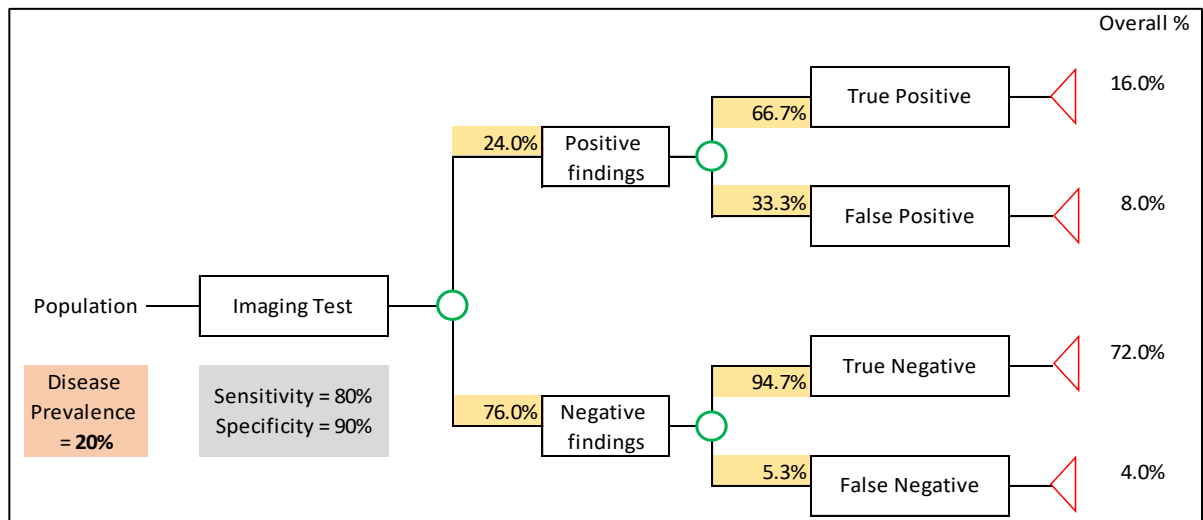 Overall %
True Positive
16.0%
66.7%
24.0%
Positive
findings
33.3%
False Positive
8.0%
Population
Imaging Test
Disease
Prevalence
= 20%
Sensitivity = 80%
Specificity = 90%
True Negative
72.0%
94.7%
76.0%
Negative
findings
5.3%
False Negative
4.0%